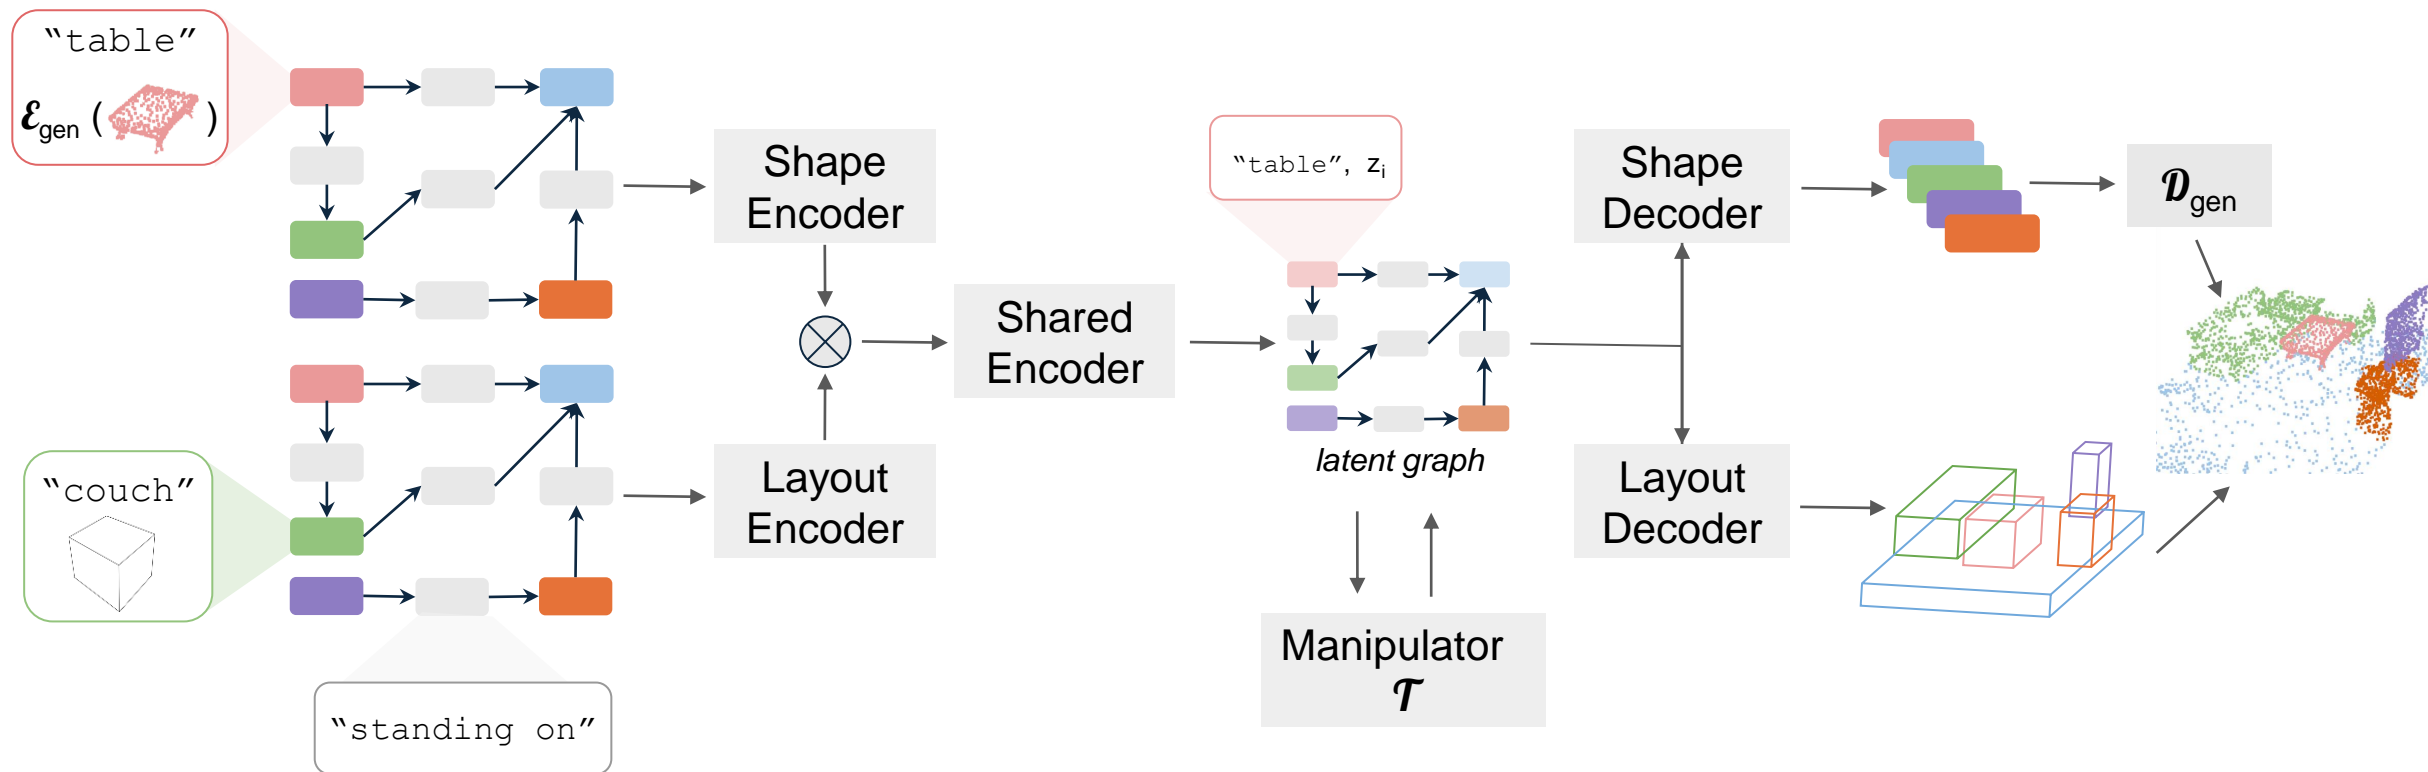 “table”
ℰgen ( )
“couch”
“standing on”
Shape
Encoder
Layout
Encoder
Shared
Encoder
“table”, zi
latent graph
Manipulator
𝒯
Shape
Decoder
Layout
Decoder
𝒟gen